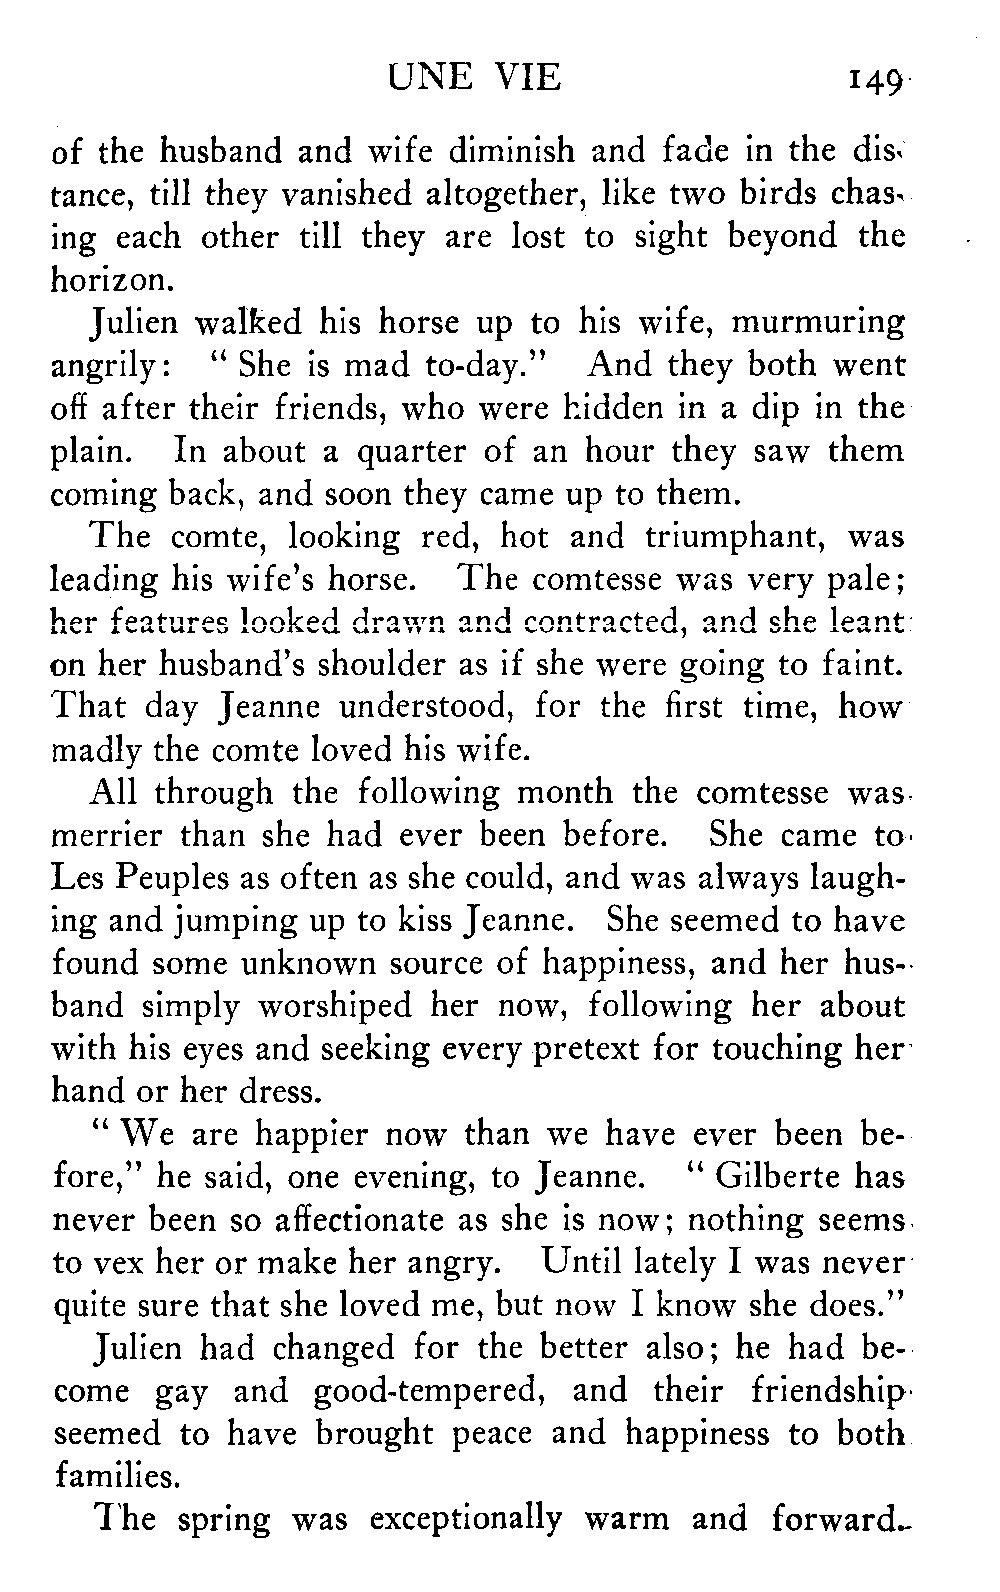 UNE VIE 149
of the husband and wife diminish and fade in the dis-
tance, till they vanished altogether, like two birds chas-
ing each other till they are lost to sight beyond the
horizon.
Julien walked his horse up to his wife, murmuring
angrily: “ She is mad to-day.” And they both went
off after their friends, who were hidden in a dip in the
plain. In about a quarter of an hour they saw them
coming back, and soon they came up to them.
The comte, looking red, hot and triumphant, was
leading his wife’s horse. The comtesse was very pale;
her features looked drawn and contracted, and she leant
on her husband’s shoulder as if she were going to faint.
That day Jeanne understood, for the first time, how
madly the comte loved his wife.
All through the following month the comtesse was
merrier than she had ever been before. She came to
Les Peuples as often as she could, and was always laugh-
ing and jumping up to kiss Jeanne. She seemed to have
found some unknown source of happiness, and her hus-
band simply worshiped her now, following her about
with his eyes and seeking every pretext for touching her
hand or her dress.
“ We are happier now than we have ever been be-
fore,” he said, one evening, to Jeanne. “ Gilberte has
never been so affectionate as she is now; nothing seems
to vex her or make her angry. Until lately I was never
quite sure that she loved me, but now I know she does.”
Julien had changed for the better also; he had be-
come gay and good-tempered, and their friendship
seemed to have brought peace and happiness to both
families.
The spring was exceptionally warm and forward.